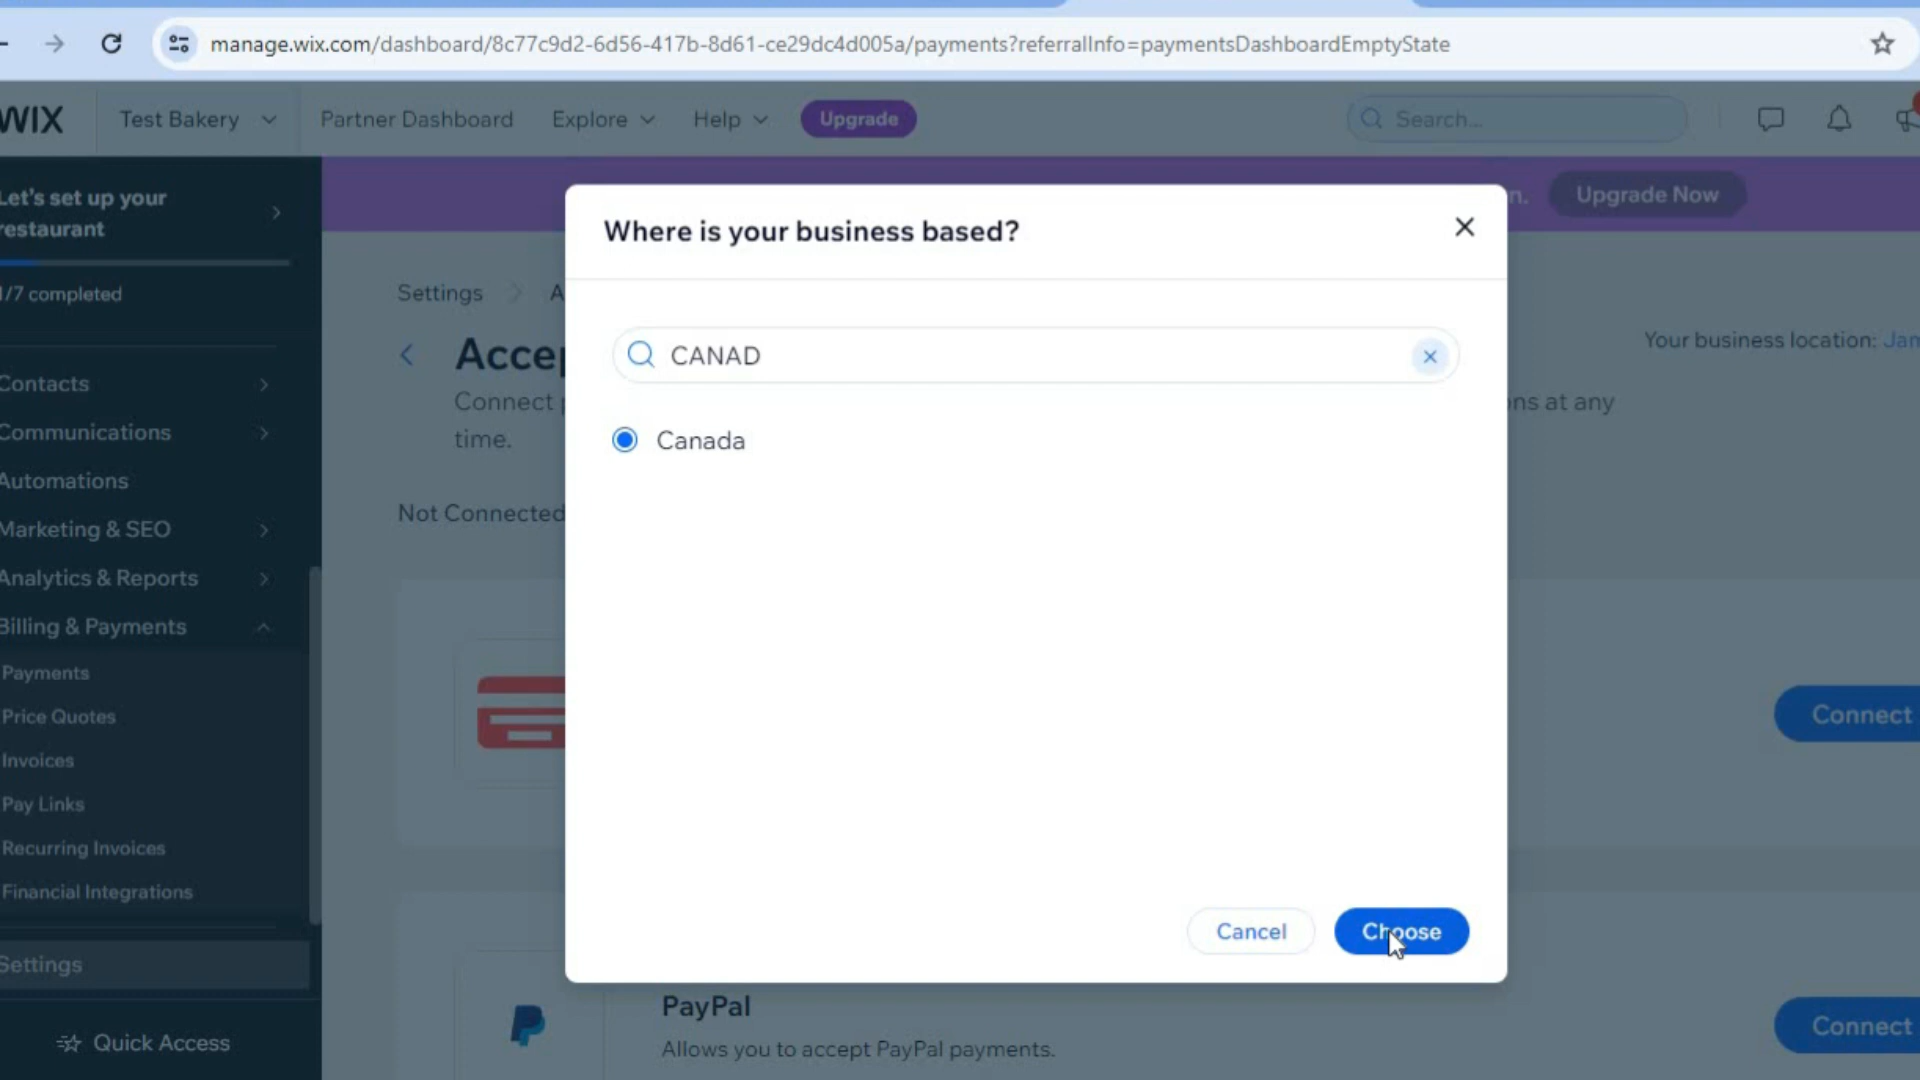 manage.wix.com/dashboard/8c77c9d2-6d56-417b-8d61-ce29dc4d005a/payments?referralInfo=paymentsDashboardEmptyState
WIX
Test Bakery
Partner Dashboard
Explore
Help
Upgrade
Search...
Let's set up your
restaurant
1/7 completed
Contacts
Communications
Automations
Marketing & SEO
Analytics & Reports
Billing & Payments
Payments
Price Quotes
Invoices
Pay Links
Recurring Invoices
Financial Integrations
Settings
Quick Access
n.
Upgrade Now
Settings
A
Your business location: Jam
Accep
Connect p
ns at any
time.
Not Connected
Connect
Where is your business based?
CANAD
Canada
Cancel
Choose
PayPal
Allows you to accept PayPal payments.
Connect